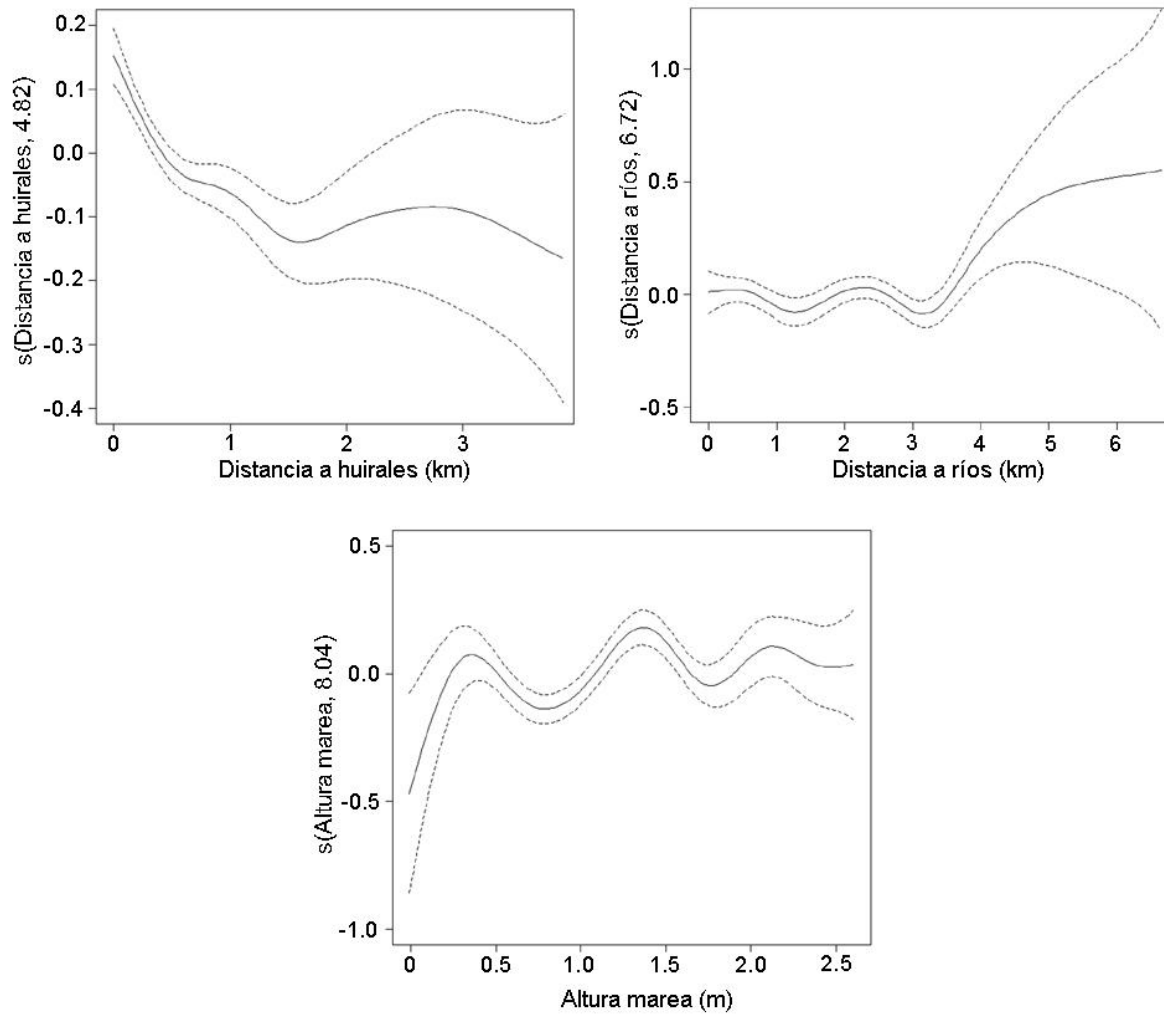 s(Distancia a huirales, 4.82)
0.2
0.1
0.0
-0.1
-0.2
-0.3
-0.4
0 1 2 3
Distancia a huirales (km)
s(Distancia a ríos, 6.72)
1.0
0.5
0.0
-0.5
0 1 2 3 4 5 6
Distancia a ríos (km)
s(Altura marea, 8.04)
0.5
0.0
-0.5
-1.0
0 0.5 1.0 1.5 2.0 2.5
Altura marea (m)